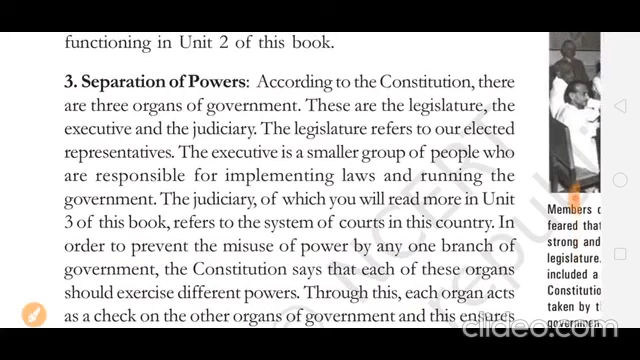 functioning in Unit 2 of this book.
3. Separation of Powers: According to the Constitution, there
are three organs of government. These are the legislature, the
executive and the judiciary. The legislature refers to our elected
representatives. The executive is a smaller group of people who
are responsible for implementing laws and running the
government. The judiciary, of which you will read more in Unit
3 of this book, refers to the system of courts in this country. In
order to prevent the misuse of power by any one branch of
government, the Constitution says that each of these organs
should exercise different powers. Through this, each organ acts
as a check on the other organs of government and this ensures
Members
feared that
strong and
legislature.
included a
Constitutio
taken by t
governmen
© NCERT
republi
clideo.com